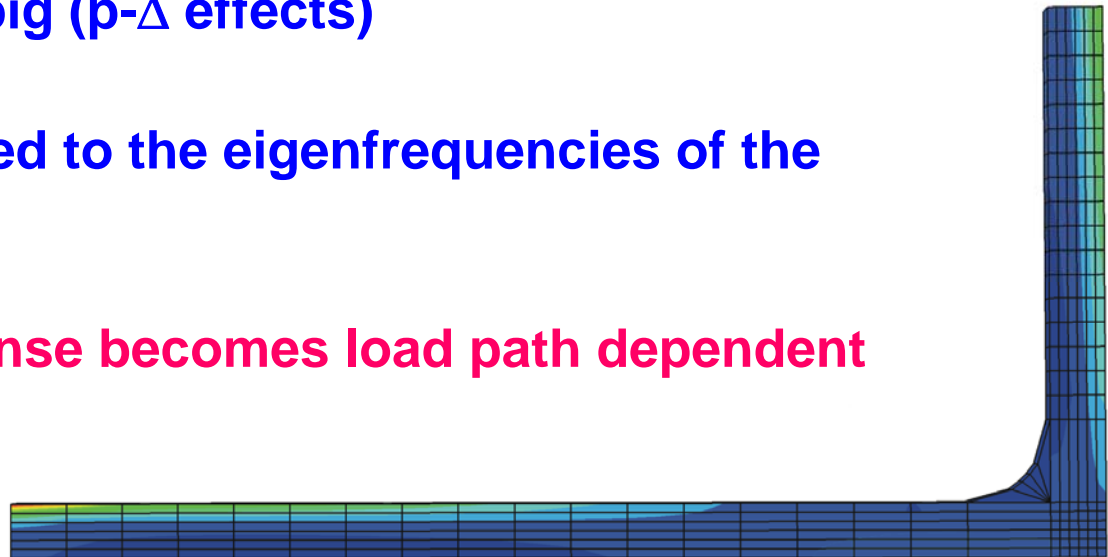 big (p-Δ effects)
ed to the eigenfrequencies of the
nse becomes load path dependent